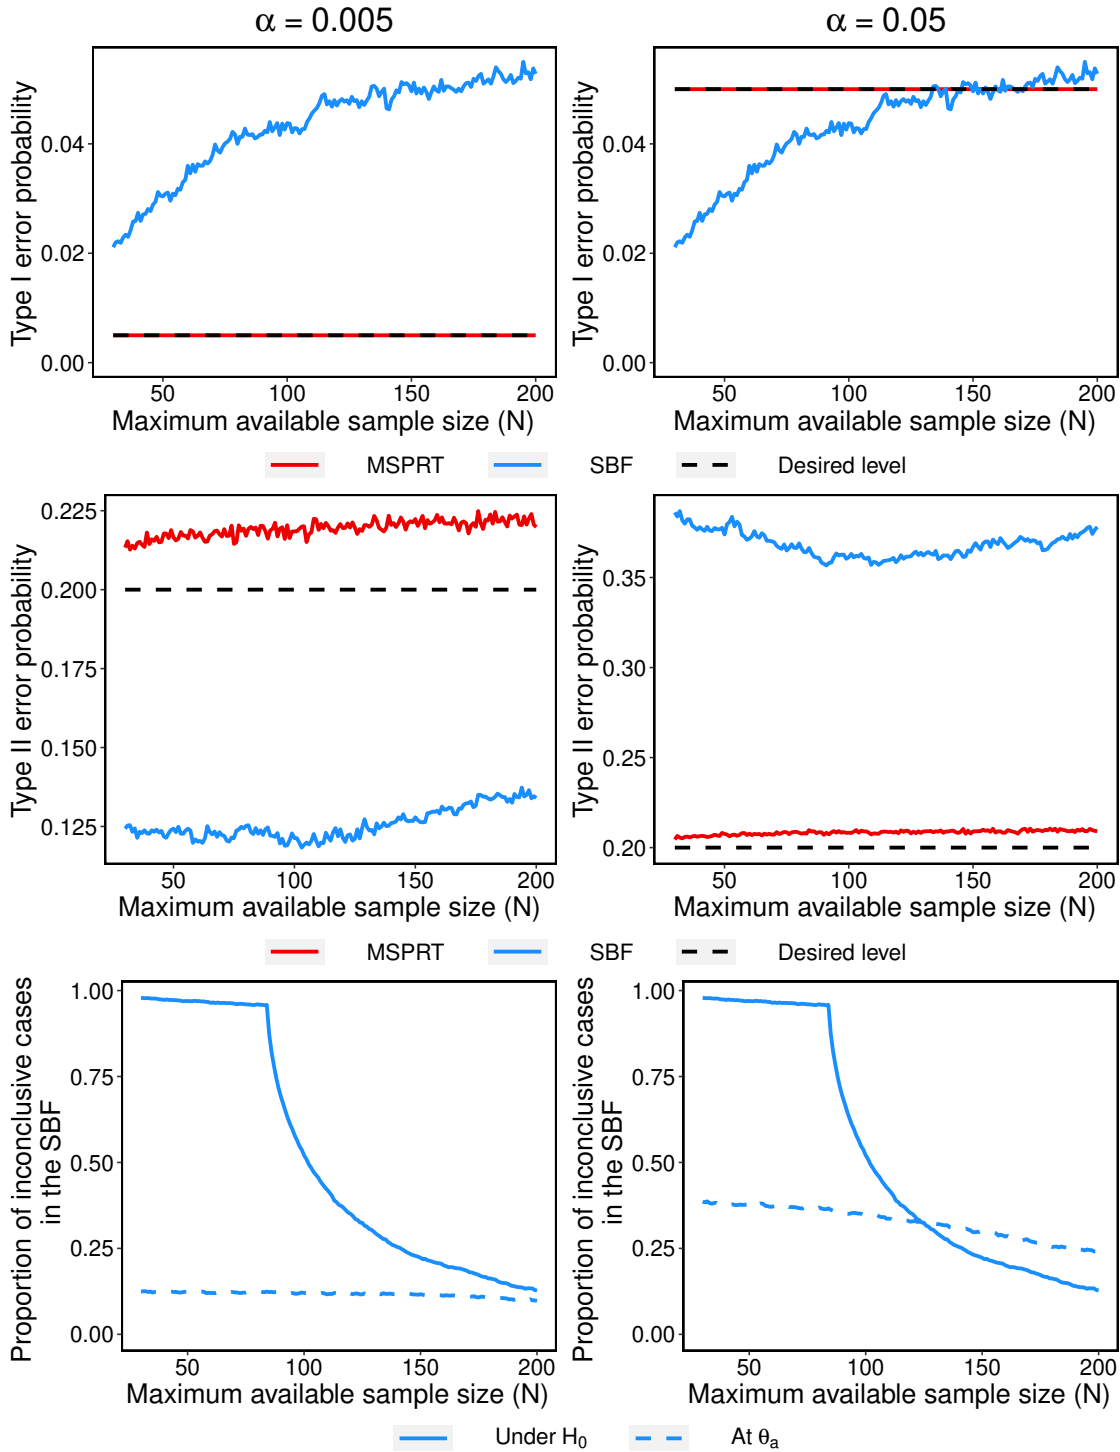 α = 0.005
α = 0.05
Type I error probability
0.04
0.02
0.00
50
100
150
200
Maximum available sample size (N)
Type I error probability
0.04
0.02
0.00
50
100
150
200
Maximum available sample size (N)
MSPRT
SBF
Desired level
Type II error probability
0.225
0.200
0.175
0.150
0.125
50
100
150
200
Maximum available sample size (N)
Type II error probability
0.35
0.30
0.25
0.20
50
100
150
200
Maximum available sample size (N)
MSPRT
SBF
Desired level
Proportion of inconclusive cases
in the SBF
1.00
0.75
0.50
0.25
0.00
50
100
150
200
Maximum available sample size (N)
Proportion of inconclusive cases
in the SBF
1.00
0.75
0.50
0.25
0.00
50
100
150
200
Maximum available sample size (N)
Under H₀
At θₐ